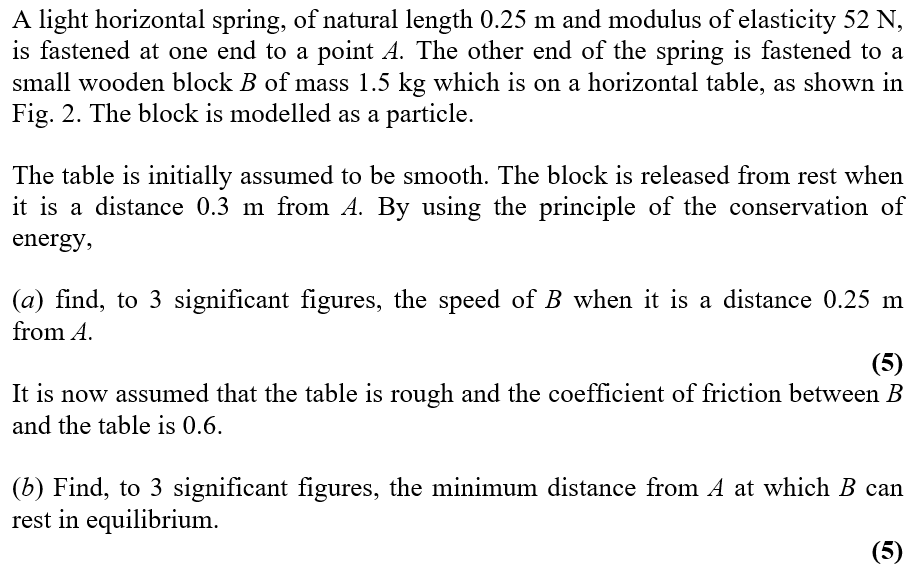 A light horizontal spring, of natural length 0.25 m and modulus of elasticity 52 N,
is fastened at one end to a point A. The other end of the spring is fastened to a
small wooden block B of mass 1.5 kg which is on a horizontal table, as shown in
Fig. 2. The block is modelled as a particle.
The table is initially assumed to be smooth. The block is released from rest when
it is a distance 0.3 m from A. By using the principle of the conservation of
energy,
(a) find, to 3 significant figures, the speed of B when it is a distance 0.25 m
from A.
(5)
It is now assumed that the table is rough and the coefficient of friction between B
and the table is 0.6.
(b) Find, to 3 significant figures, the minimum distance from A at which B can
rest in equilibrium.
(5)